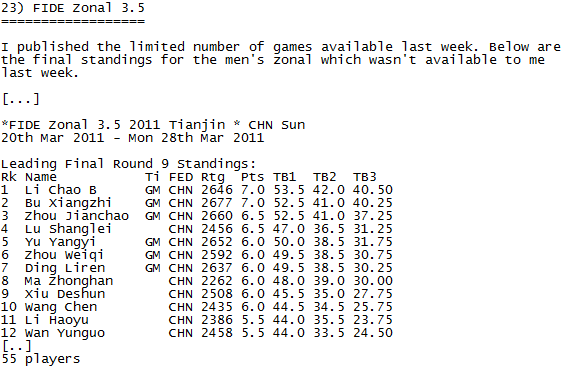 23) FIDE Zonal 3.5
==================
I published the limited number of games available last week. Below are
the final standings for the men's zonal which wasn't available to me
last week.
[...]
*FIDE Zonal 3.5 2011 Tianjin * CHN Sun
20th Mar 2011 - Mon 28th Mar 2011
Leading Final Round 9 Standings:
Rk Name Ti FED Rtg Pts TB1 TB2 TB3
1 Li Chao B GM CHN 2646 7.0 53.5 42.0 40.50
2 Bu Xiangzhi GM CHN 2677 7.0 52.5 41.0 40.25
3 Zhou Jianchao GM CHN 2660 6.5 52.5 41.0 37.25
4 Lu Shanglei CHN 2456 6.5 47.0 36.5 31.25
5 Yu Yangyi GM CHN 2652 6.0 50.0 38.5 31.75
6 Zhou Weiqi GM CHN 2592 6.0 49.5 38.5 30.75
7 Ding Liren GM CHN 2637 6.0 49.5 38.5 30.25
8 Ma Zhonghan CHN 2262 6.0 48.0 39.0 30.00
9 Xiu Deshun CHN 2508 6.0 45.5 35.0 27.75
10 Wang Chen CHN 2435 6.0 44.5 34.5 25.75
11 Li Haoyu CHN 2386 5.5 44.0 35.5 23.75
12 Wan Yunguo CHN 2458 5.5 44.0 33.5 24.50
[..]
55 players